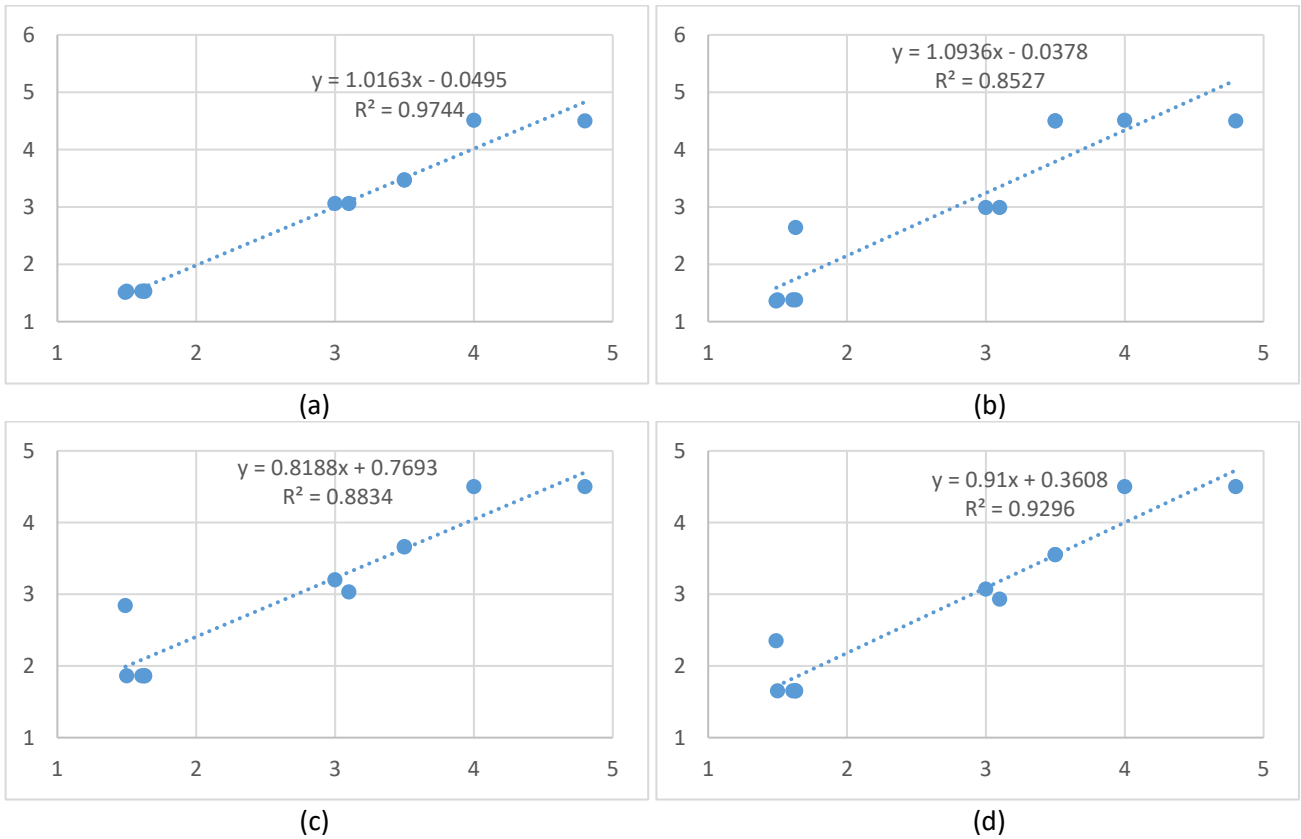 6
5
4
3
2
1
1 2 3 4 5
y = 1.0163x - 0.0495
R² = 0.9744
(a)
6
5
4
3
2
1
1 2 3 4 5
y = 1.0936x - 0.0378
R² = 0.8527
(b)
5
4
3
2
1
1 2 3 4 5
y = 0.8188x + 0.7693
R² = 0.8834
(c)
5
4
3
2
1
1 2 3 4 5
y = 0.91x + 0.3608
R² = 0.9296
(d)